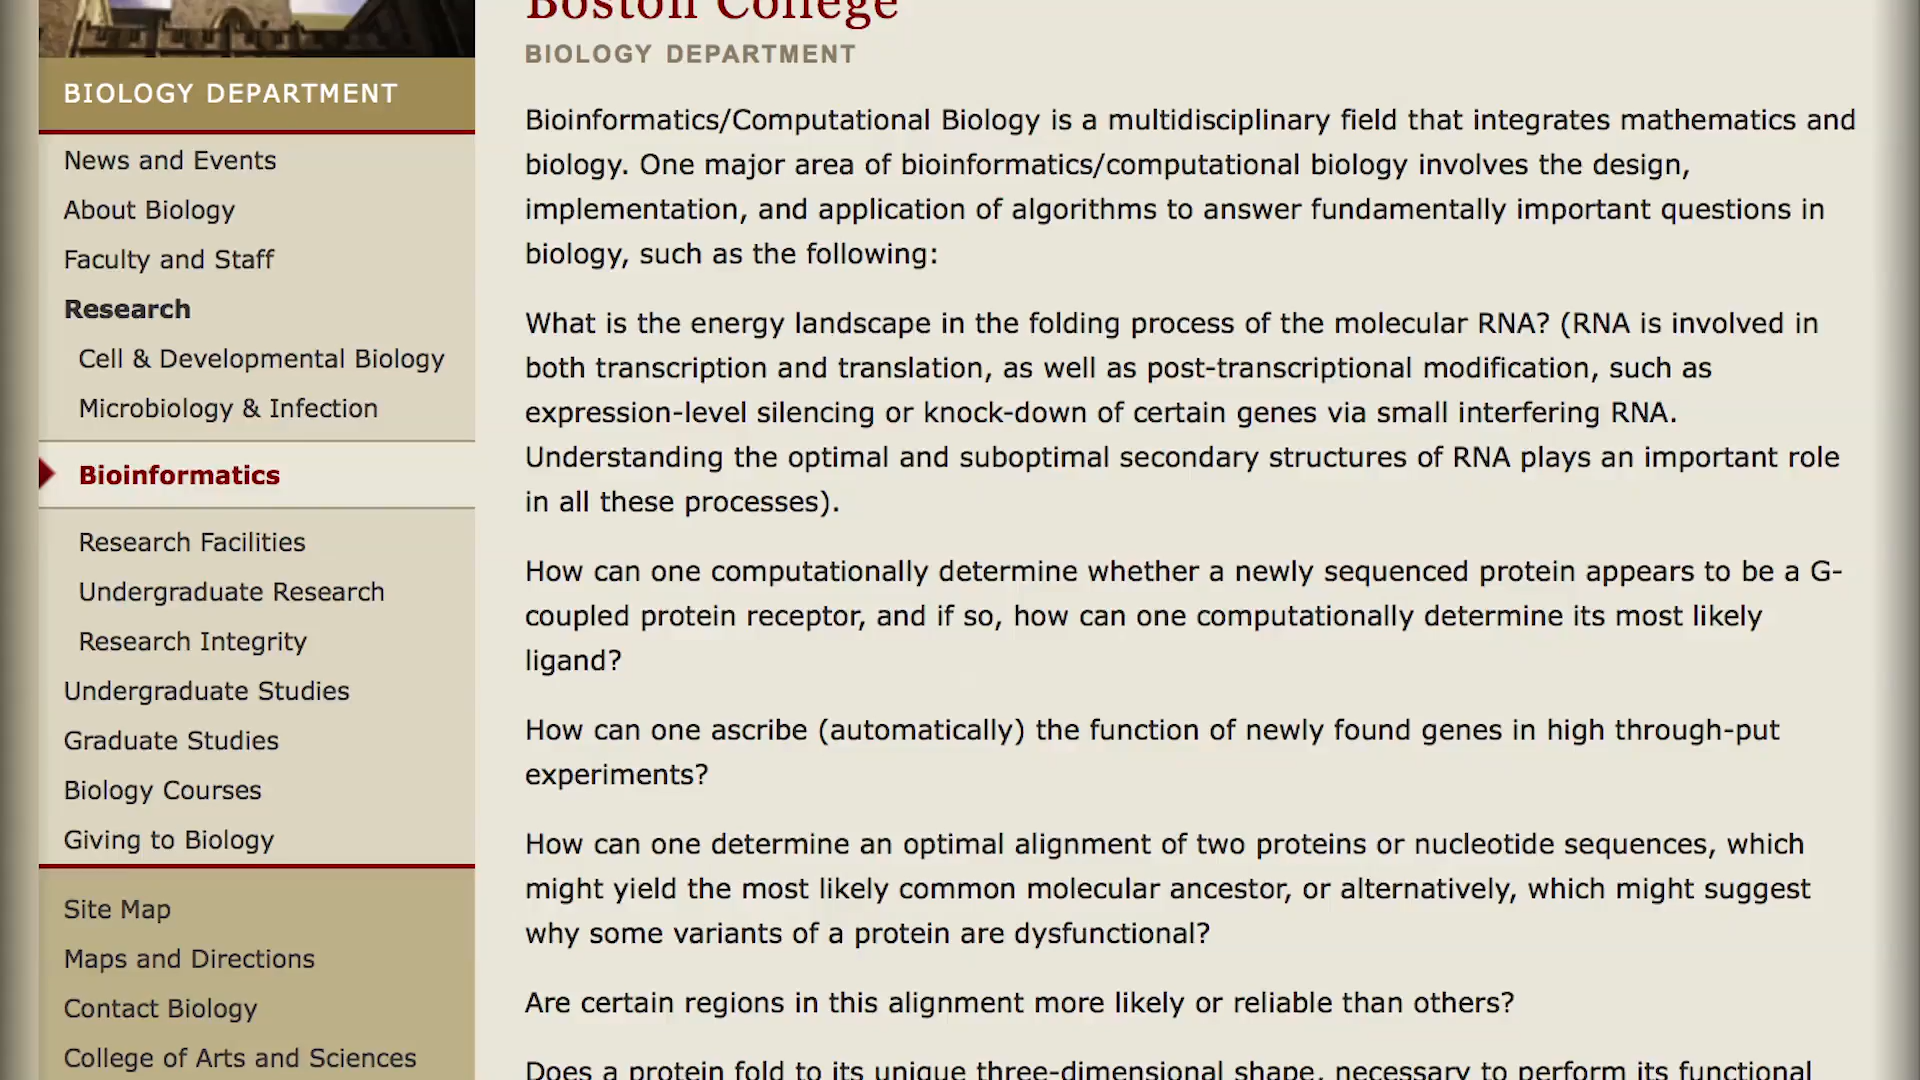 Boston College
BIOLOGY DEPARTMENT
BIOLOGY DEPARTMENT
News and Events
About Biology
Faculty and Staff
Research
Cell & Developmental Biology
Microbiology & Infection
Bioinformatics
Research Facilities
Undergraduate Research
Research Integrity
Undergraduate Studies
Graduate Studies
Biology Courses
Giving to Biology
Site Map
Maps and Directions
Contact Biology
College of Arts and Sciences
Bioinformatics/Computational Biology is a multidisciplinary field that integrates mathematics and
biology. One major area of bioinformatics/computational biology involves the design,
implementation, and application of algorithms to answer fundamentally important questions in
biology, such as the following:
What is the energy landscape in the folding process of the molecular RNA? (RNA is involved in
both transcription and translation, as well as post-transcriptional modification, such as
expression-level silencing or knock-down of certain genes via small interfering RNA.
Understanding the optimal and suboptimal secondary structures of RNA plays an important role
in all these processes).
How can one computationally determine whether a newly sequenced protein appears to be a G-
coupled protein receptor, and if so, how can one computationally determine its most likely
ligand?
How can one ascribe (automatically) the function of newly found genes in high through-put
experiments?
How can one determine an optimal alignment of two proteins or nucleotide sequences, which
might yield the most likely common molecular ancestor, or alternatively, which might suggest
why some variants of a protein are dysfunctional?
Are certain regions in this alignment more likely or reliable than others?
Does a protein fold to its unique three-dimensional shape, necessary to perform its functional